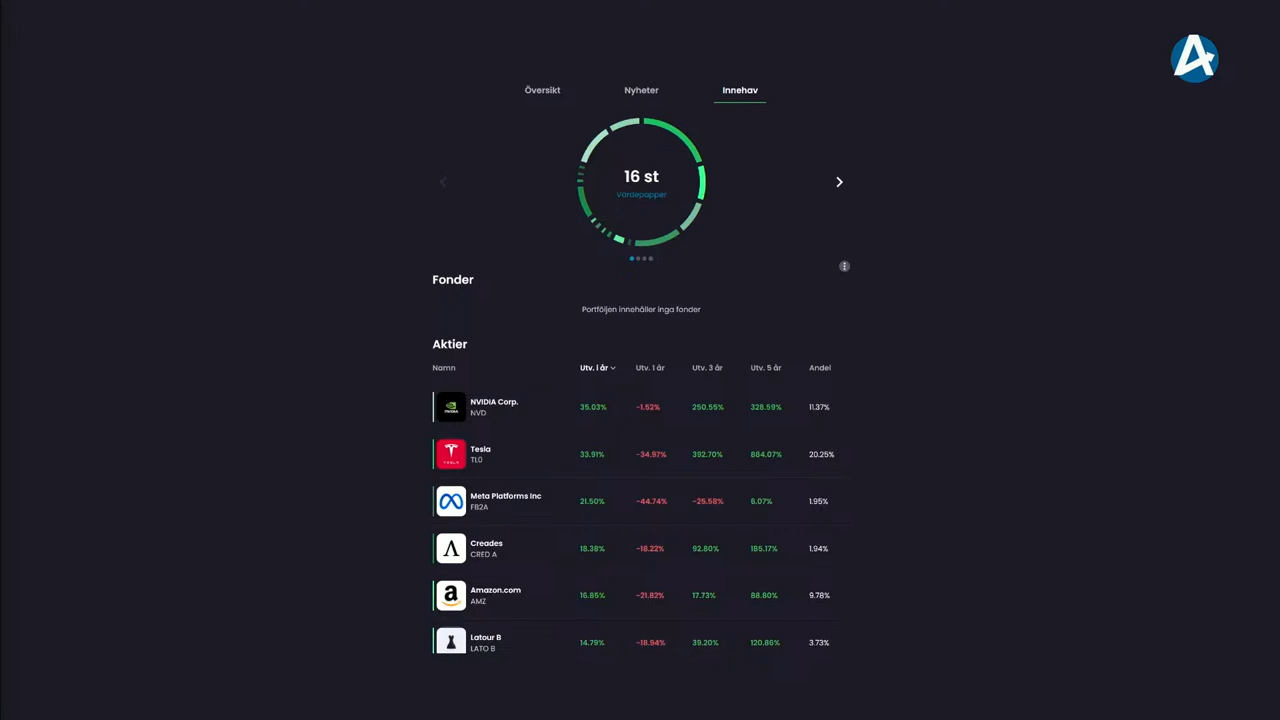 Översikt Nyheter Innehav
16 st
Värdepapper
Fonder
Portföljen innehåller inga fonder
Aktier
Namn Utv. i år Utv. 1 år Utv. 3 år Utv. 5 år Andel
NVIDIA Corp.
NVD
35.03% -1.52% 250.55% 328.59% 11.37%
Tesla
TL0
33.91% -34.97% 392.70% 884.07% 20.25%
Meta Platforms Inc
FB2A
21.50% -44.74% -25.58% 6.07% 1.95%
Creades
CRED A
18.38% -18.22% 92.80% 185.17% 1.94%
Amazon.com
AMZ
16.85% -21.82% 17.73% 88.80% 9.78%
Latour B
LATO B
14.79% -18.94% 39.20% 120.86% 3.73%